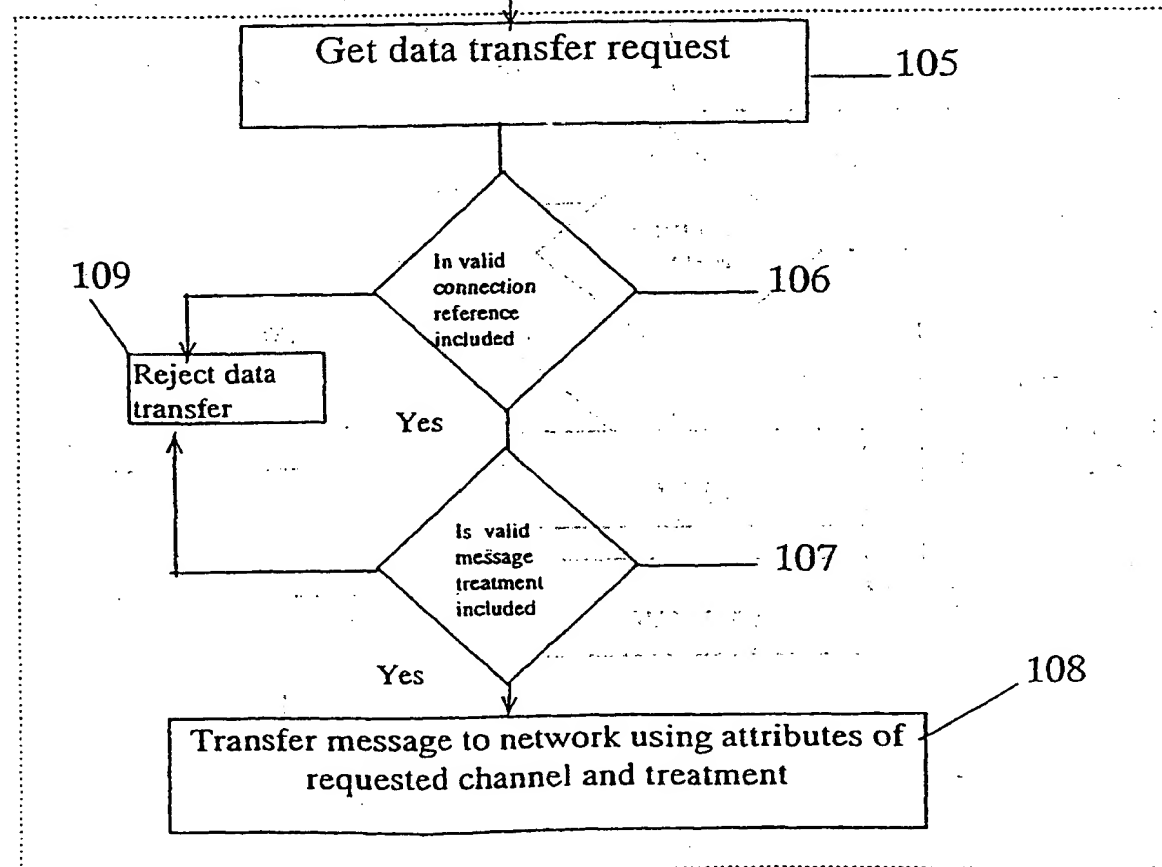 Get data transfer request
105
In valid
connection
reference
included
106
109
Reject data
transfer
Yes
Is valid
message
treatment
included
107
Yes
108
Transfer message to network using attributes of
requested channel and treatment